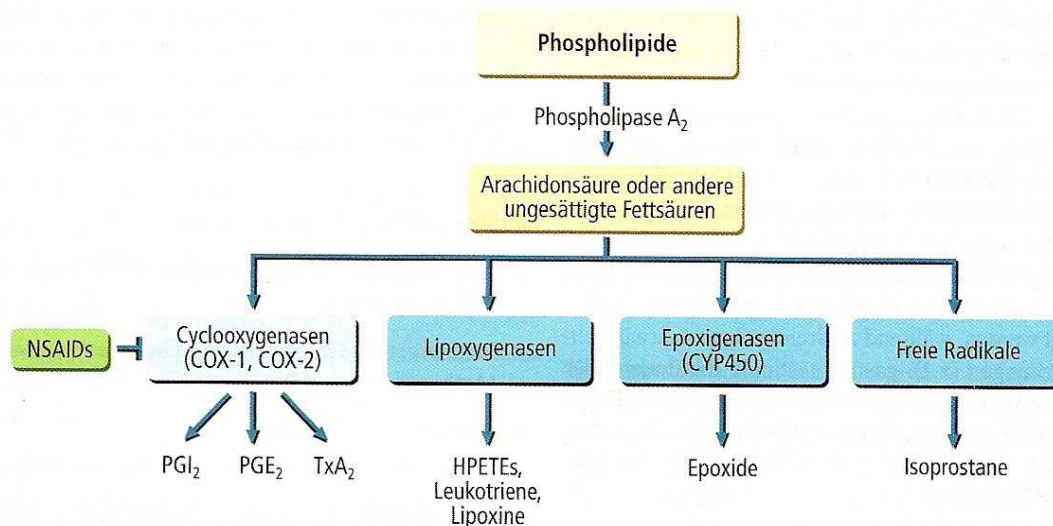 Phospholipide
Phospholipase A₂
Arachidonsäure oder andere
ungesättigte Fettsäuren
NSAIDs
Cyclooxygenasen
(COX-1, COX-2)
Lipoxygenasen
Epoxigenasen
(CYP450)
Freie Radikale
PGI₂
PGE₂
TxA₂
HPETEs,
Leukotriene,
Lipoxine
Epoxide
Isoprostane